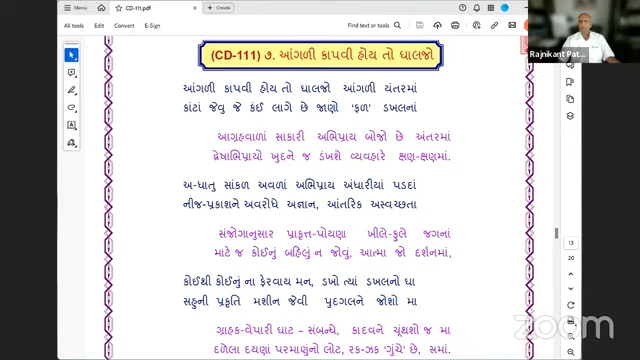 Menu
CD-111.pdf
+ Create
All tools
Edit
Convert
E-Sign
Find text or tools
(CD-111) ૭. આંગળી કાપવી હોય તો ઘાલજો
આંગળી કાપવી હોય તો ઘાલજો આંગળી યંતરમાં
કાંટાં જેવુ જે કંઈ લાગે છે જાણો 'ફળ' ડખલનાં
આગ્રહવાળાં સાકારી અભિપ્રાય બોજો છે અંતરમાં
દ્વેષાભિપ્રાયો ખુદને જ ડખશે વ્યવહારે ક્ષણ-ક્ષણમાં.
અ-ધાતુ સાંકળ અવળાં અભિપ્રાય અંધારીયાં પડદાં
નીજ-પ્રકાશને અવરોધે અજ્ઞાન, આંતરિક અસ્વચ્છતા
સંજોગાનુસાર પ્રાકૃત્ત-પોયણા ખીલે-ફુલે જગનાં
માટે જ કોઈનું બહિલું ન જોવું, આત્મા જો દર્શનમાં,
કોઈથી કોઈનું ના ફેરવાય મન, ડખો ત્યાં ડખલનો ઘા
સહુની પ્રકૃતિ મશીન જેવી પુદગલને જોશો મા
ગ્રાહક-વેપારી ઘાટ – સંબન્ધે, કાદવને ચૂંથશો જ મા
દળેલા દયણાં પરમાણુંનો લોટ, રક-ઝક 'ગુંચે' છે, સમાં.
Rajnikant Pat...
13
20
zoom